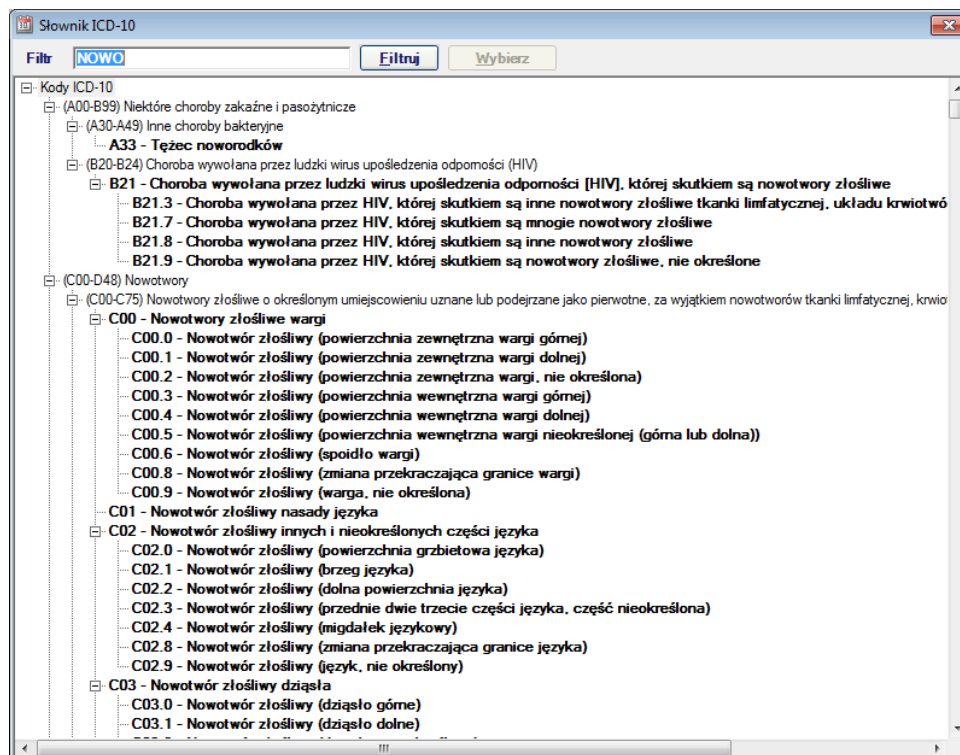 Słownik ICD-10
Filtr NOWO Filtruj Wybierz
Kody ICD-10
(A00-B99) Niektóre choroby zakaźne i pasożytnicze
(A30-A49) Inne choroby bakteryjne
A33 - Tężec noworodków
(B20-B24) Choroba wywołana przez ludzki wirus upośledzenia odporności (HIV)
B21 - Choroba wywołana przez ludzki wirus upośledzenia odporności [HIV], której skutkiem są nowotwory złośliwe
B21.3 - Choroba wywołana przez HIV, której skutkiem są inne nowotwory złośliwe tkanki limfatycznej, układu krwiotwó
B21.7 - Choroba wywołana przez HIV, której skutkiem są mnogie nowotwory złośliwe
B21.8 - Choroba wywołana przez HIV, której skutkiem są inne nowotwory złośliwe
B21.9 - Choroba wywołana przez HIV, której skutkiem są nowotwory złośliwe, nie określone
(C00-D48) Nowotwory
(C00-C75) Nowotwory złośliwe o określonym umiejscowieniu uznane lub podejrzane jako pierwotne, za wyjątkiem nowotworów tkanki limfatycznej, krwiot
C00 - Nowotwory złośliwe wargi
C00.0 - Nowotwór złośliwy (powierzchnia zewnętrzna wargi górnej)
C00.1 - Nowotwór złośliwy (powierzchnia zewnętrzna wargi dolnej)
C00.2 - Nowotwór złośliwy (powierzchnia zewnętrzna wargi, nie określona)
C00.3 - Nowotwór złośliwy (powierzchnia wewnętrzna wargi górnej)
C00.4 - Nowotwór złośliwy (powierzchnia wewnętrzna wargi dolnej)
C00.5 - Nowotwór złośliwy (powierzchnia wewnętrzna wargi nieokreślonej (górna lub dolna))
C00.6 - Nowotwór złośliwy (spoidło wargi)
C00.8 - Nowotwór złośliwy (zmiana przekraczająca granice wargi)
C00.9 - Nowotwór złośliwy (warga, nie określona)
C01 - Nowotwór złośliwy nasady języka
C02 - Nowotwór złośliwy innych i nieokreślonych części języka
C02.0 - Nowotwór złośliwy (powierzchnia grzbietowa języka)
C02.1 - Nowotwór złośliwy (brzeg języka)
C02.2 - Nowotwór złośliwy (dolna powierzchnia języka)
C02.3 - Nowotwór złośliwy (przednie dwie trzecie części języka, część nieokreślona)
C02.4 - Nowotwór złośliwy (migdałek językowy)
C02.8 - Nowotwór złośliwy (zmiana przekraczająca granice języka)
C02.9 - Nowotwór złośliwy (język, nie określony)
C03 - Nowotwór złośliwy dziąsła
C03.0 - Nowotwór złośliwy (dziąsło górne)
C03.1 - Nowotwór złośliwy (dziąsło dolne)